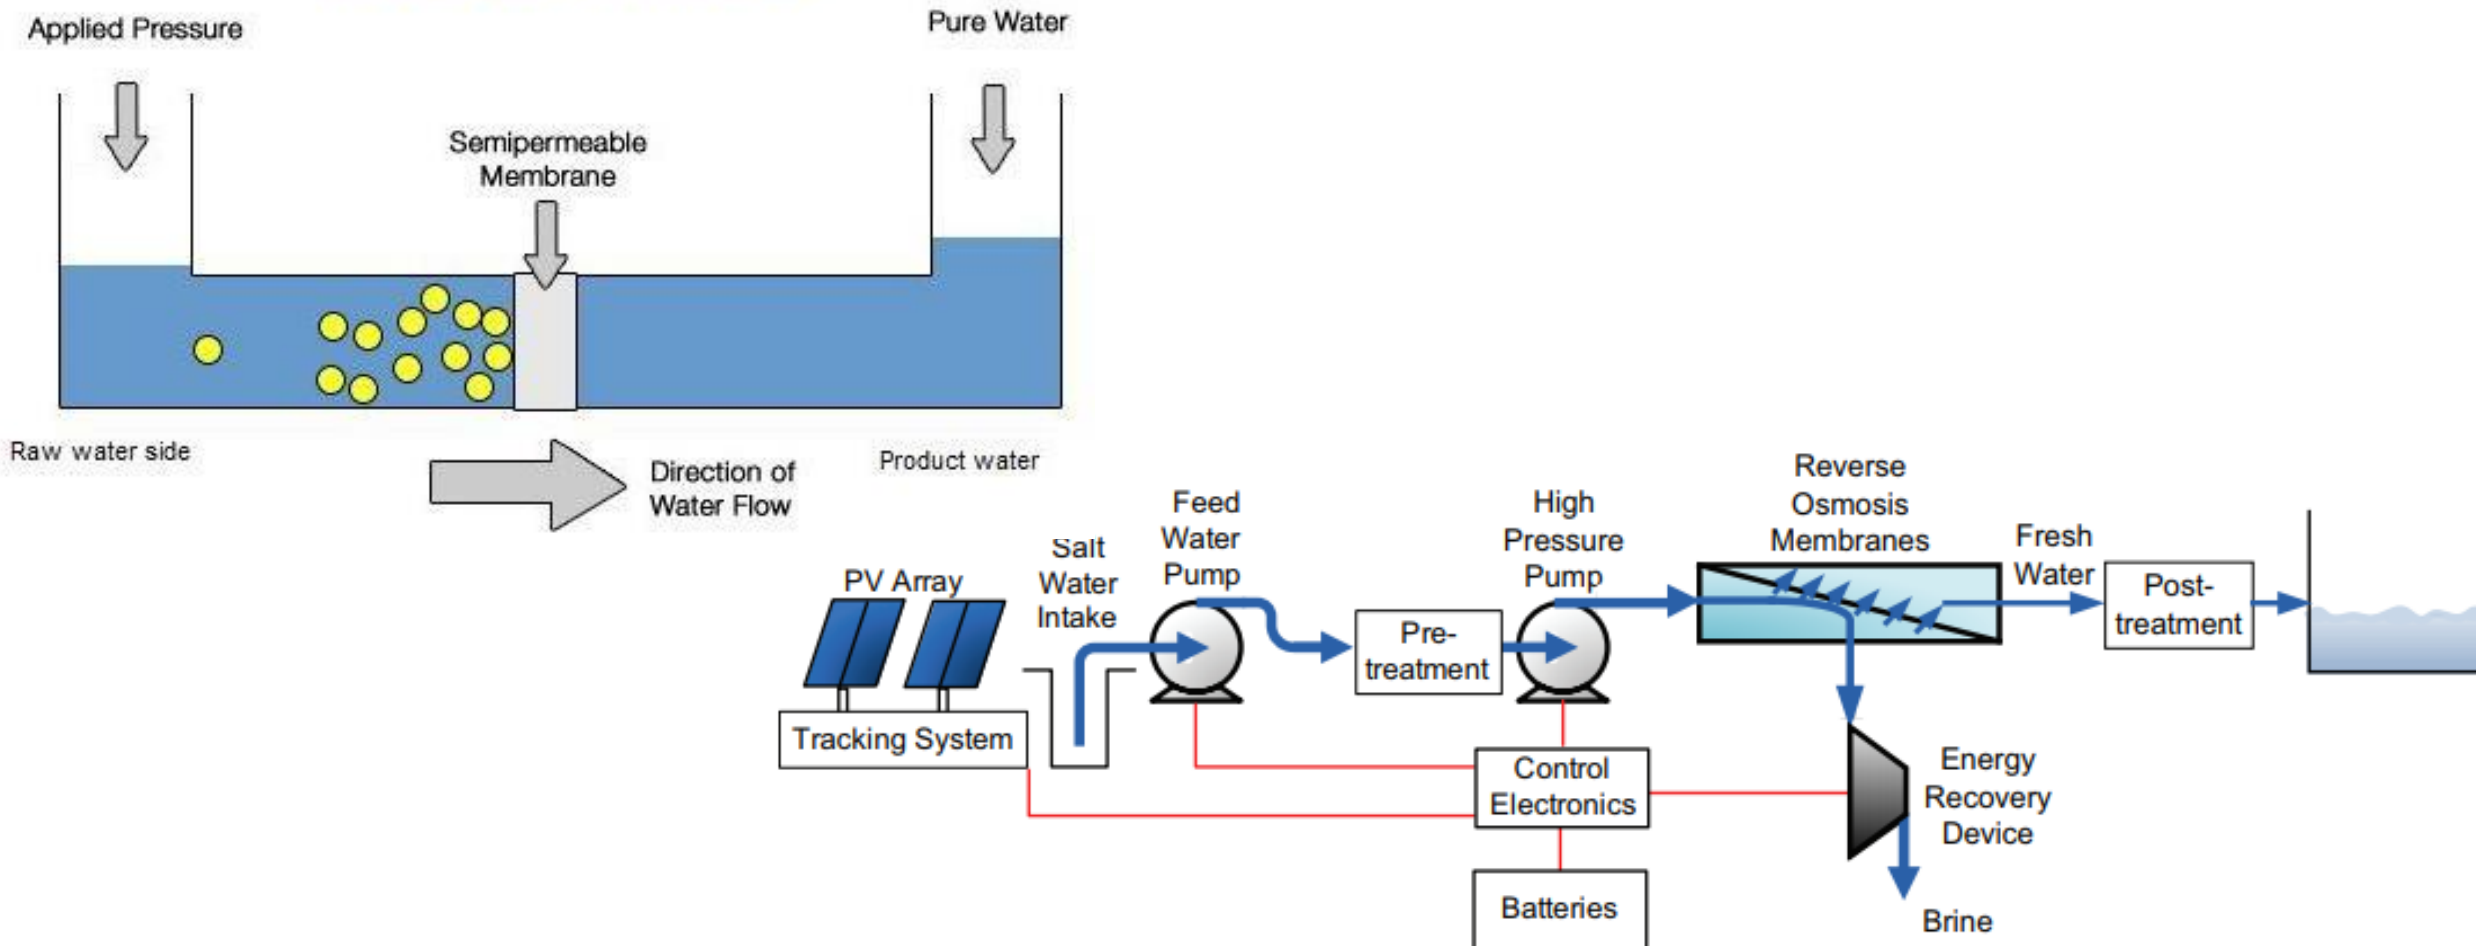 Applied Pressure
Pure Water
Semipermeable
Membrane
Raw water side
Direction of
Water Flow
Product water
PV Array
Tracking System
Salt
Water
Intake
Feed
Water
Pump
Pre-
treatment
High
Pressure
Pump
Reverse
Osmosis
Membranes
Fresh
Water
Post-
treatment
Control
Electronics
Batteries
Energy
Recovery
Device
Brine